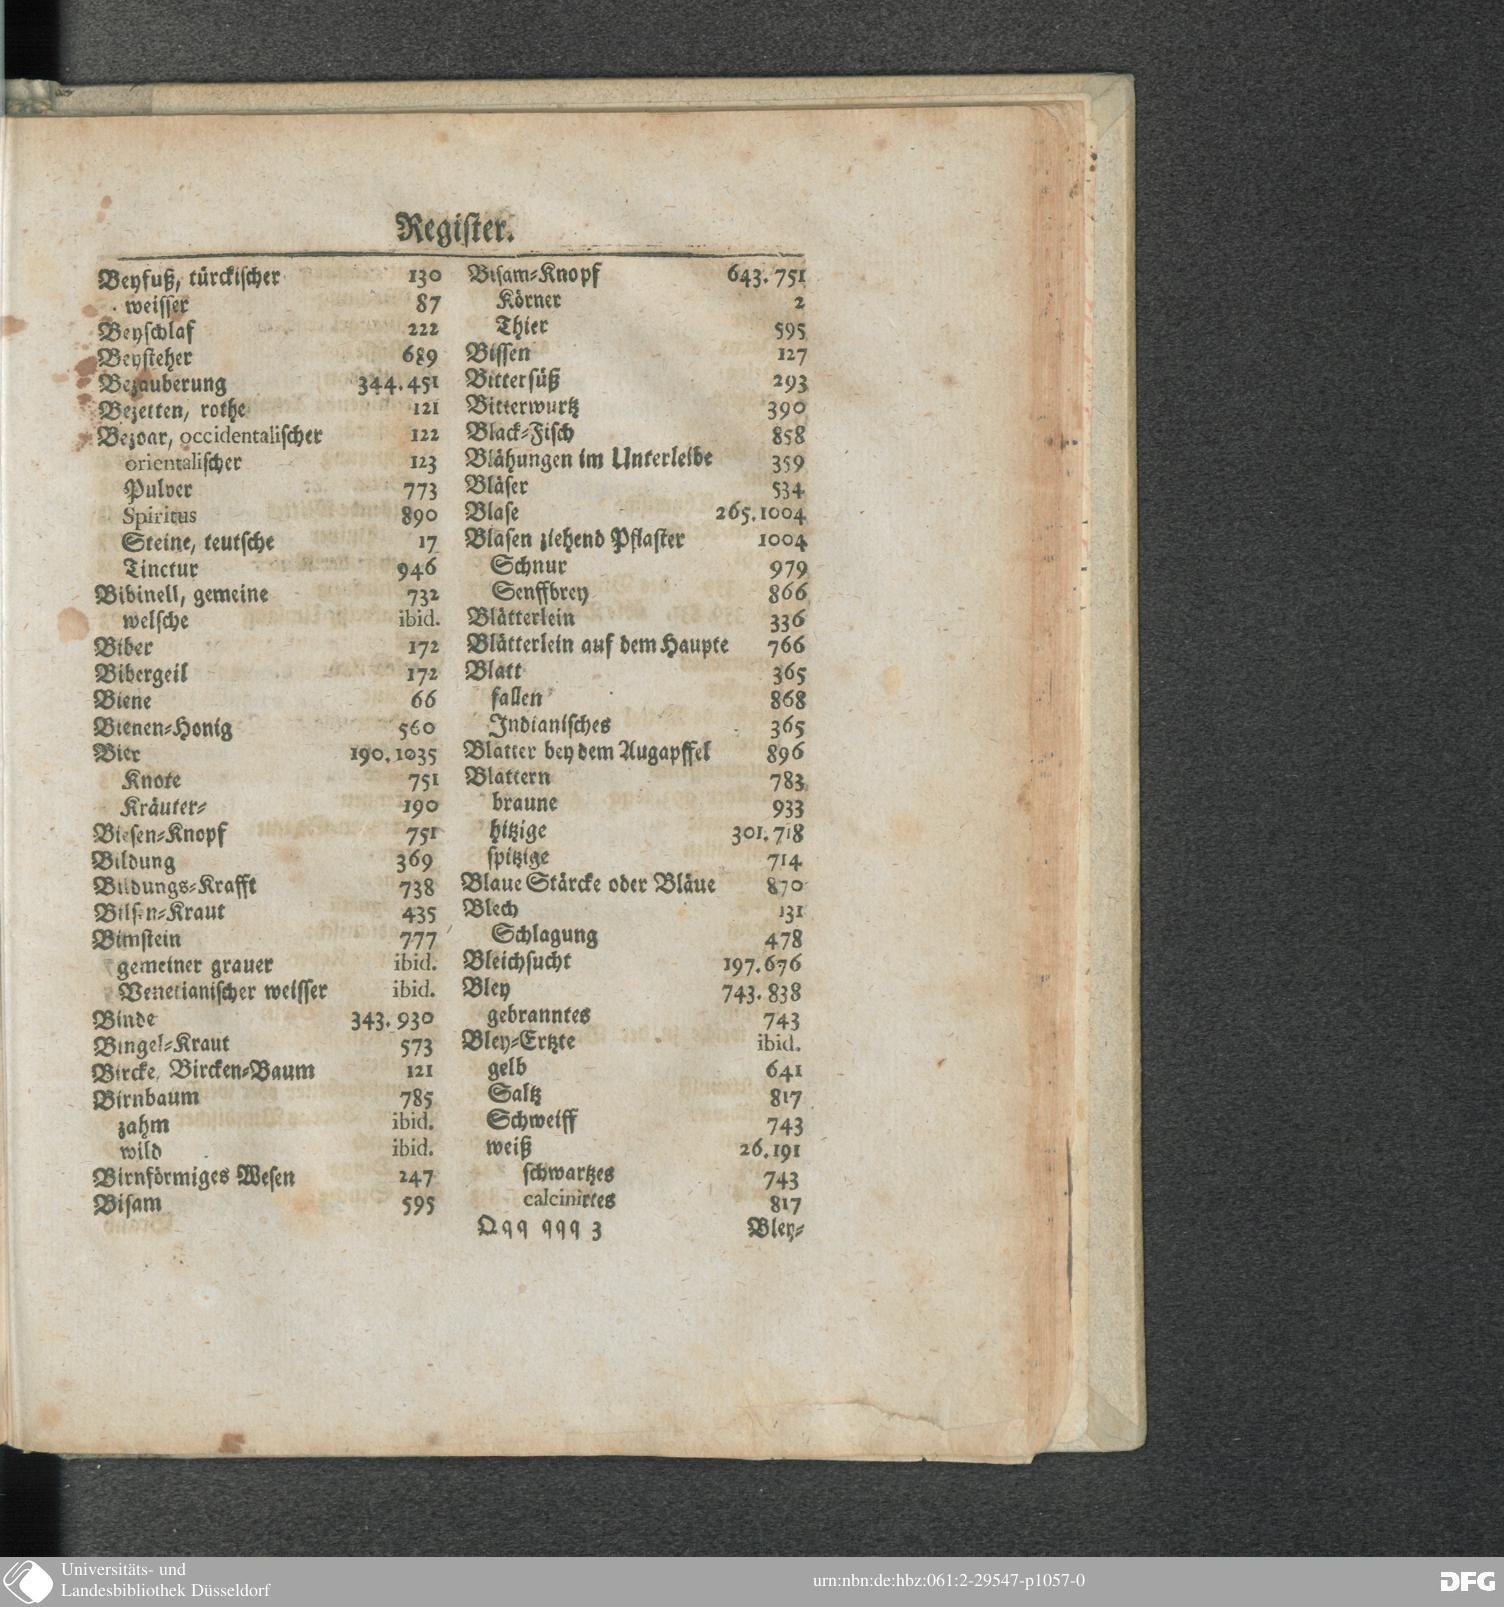 Register.
Beyfuß, türckischer 130
weisser 87
Beyschlaf 222
Beysteher 689
Bezauberung 344.451
Bezetten, rothe 121
Bezoar, occidentalischer 122
orientalischer 123
Pulver 773
Spiritus 890
Steine, teutsche 17
Tinctur 946
Bibinell, gemeine 732
welsche ibid.
Biber 172
Bibergeil 172
Biene 66
Bienen-Honig 560
Bier 190.1035
Knote 751
Kräuter- 190
Biesen-Knopf 751
Bildung 369
Bildungs-Krafft 738
Bilsen-Kraut 435
Bimstein 777
gemeiner grauer ibid.
Venetianischer weisser ibid.
Binde 343.930
Bingel-Kraut 573
Bircke, Bircken-Baum 121
Birnbaum 785
zahm ibid.
wild ibid.
Birnförmiges Wesen 247
Bisam 595
Bisam-Knopf 643.751
Körner 2
Thier 595
Bissen 127
Bittersüß 293
Bitterwurtz 390
Black-Fisch 858
Blähungen im Unterleibe 359
Bläser 534
Blase 265.1004
Blasen ziehend Pflaster 1004
Schnur 979
Senffbrey 866
Blätterlein 336
Blätterlein auf dem Haupte 766
Blatt 365
fallen 868
Indianisches 365
Blatter bey dem Augapffel 896
Blattern 783
braune 933
hitzige 301.718
spitzige 714
Blaue Stärcke oder Bläue 870
Blech 131
Schlagung 478
Bleichsucht 197.676
Bley 743.838
gebranntes 743
Bley-Ertzte ibid.
gelb 641
Saltz 817
Schweiff 743
weiß 26.191
schwartzes 743
calcinirtes 817
Qqq qqq 3 Bley-
Universitäts- und
Landesbibliothek Düsseldorf
urn:nbn:de:hbz:061:2-29547-p1057-0
DFG